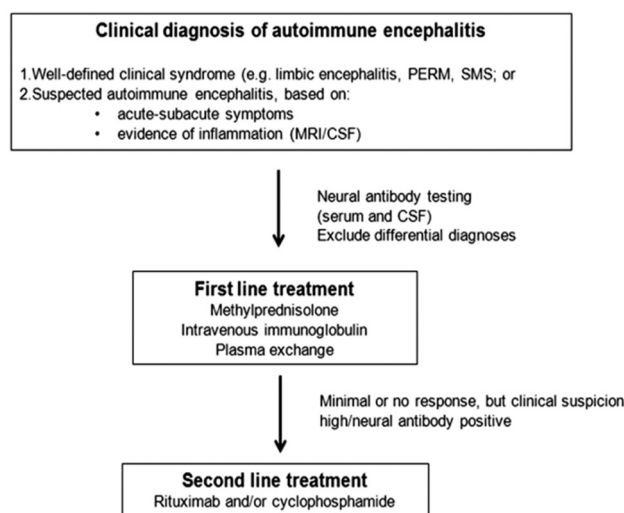 Clinical diagnosis of autoimmune encephalitis
1.Well-defined clinical syndrome (e.g. limbic encephalitis, PERM, SMS; or
2.Suspected autoimmune encephalitis, based on:
• acute-subacute symptoms
• evidence of inflammation (MRI/CSF)
Neural antibody testing
(serum and CSF)
Exclude differential diagnoses
First line treatment
Methylprednisolone
Intravenous immunoglobulin
Plasma exchange
Minimal or no response, but clinical suspicion
high/neural antibody positive
Second line treatment
Rituximab and/or cyclophosphamide